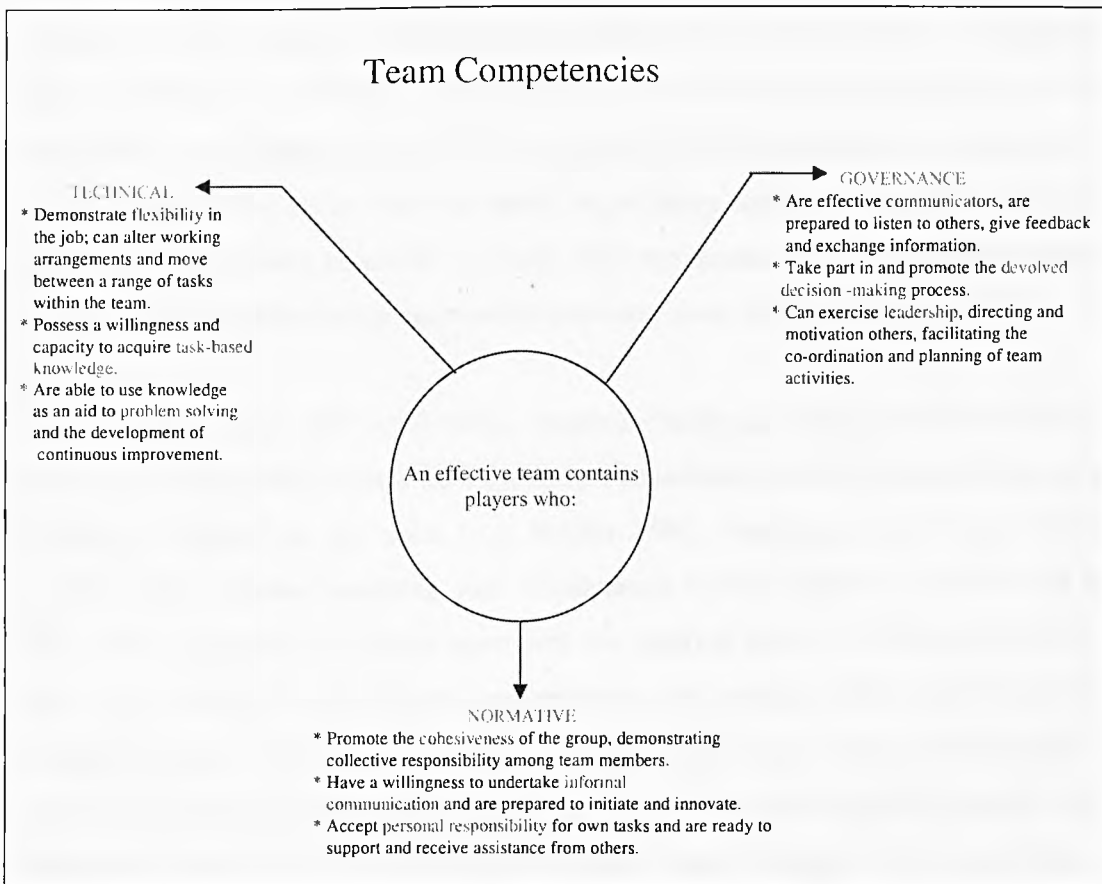 Team Competencies
TECHNICAL
* Demonstrate flexibility in
the job; can alter working
arrangements and move
between a range of tasks
within the team.
* Possess a willingness and
capacity to acquire task-based
knowledge.
* Are able to use knowledge
as an aid to problem solving
and the development of
continuous improvement.
GOVERNANCE
* Are effective communicators, are
prepared to listen to others, give feedback
and exchange information.
* Take part in and promote the devolved
decision -making process.
* Can exercise leadership, directing and
motivation others, facilitating the
co-ordination and planning of team
activities.
An effective team contains
players who:
NORMATIVE
* Promote the cohesiveness of the group, demonstrating
collective responsibility among team members.
* Have a willingness to undertake informal
communication and are prepared to initiate and innovate.
* Accept personal responsibility for own tasks and are ready to
support and receive assistance from others.